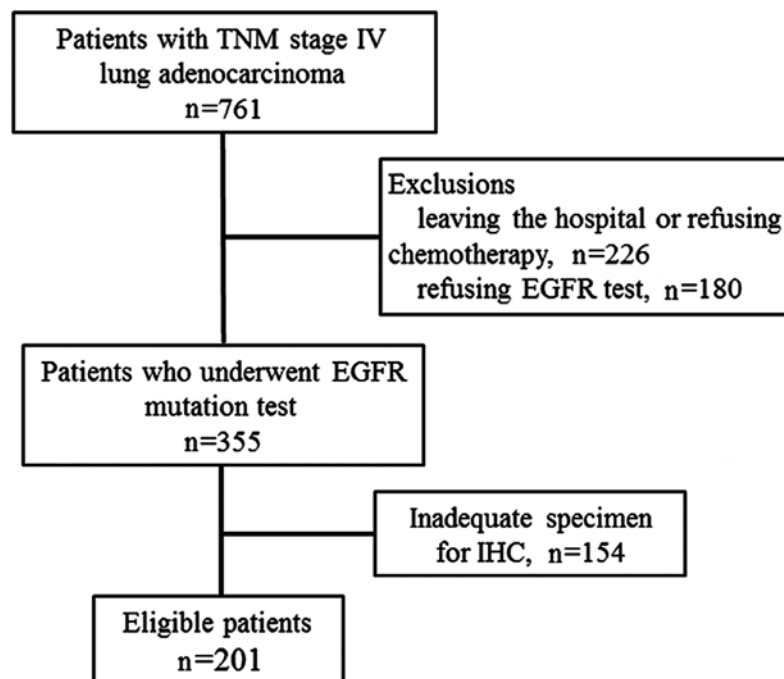 Patients with TNM stage IV
lung adenocarcinoma
n=761
Exclusions
leaving the hospital or refusing
chemotherapy, n=226
refusing EGFR test, n=180
Patients who underwent EGFR
mutation test
n=355
Inadequate specimen
for IHC, n=154
Eligible patients
n=201